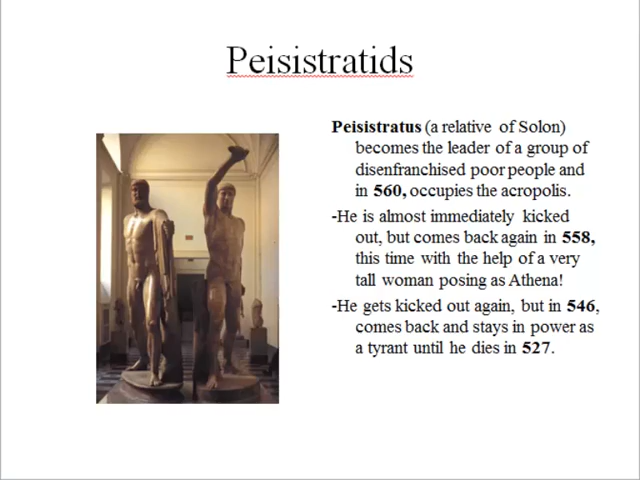 Peisistratids
Peisistratus (a relative of Solon)
becomes the leader of a group of
disenfranchised poor people and
in 560, occupies the acropolis.
-He is almost immediately kicked
out, but comes back again in 558,
this time with the help of a very
tall woman posing as Athena!
-He gets kicked out again, but in 546,
comes back and stays in power as
a tyrant until he dies in 527.